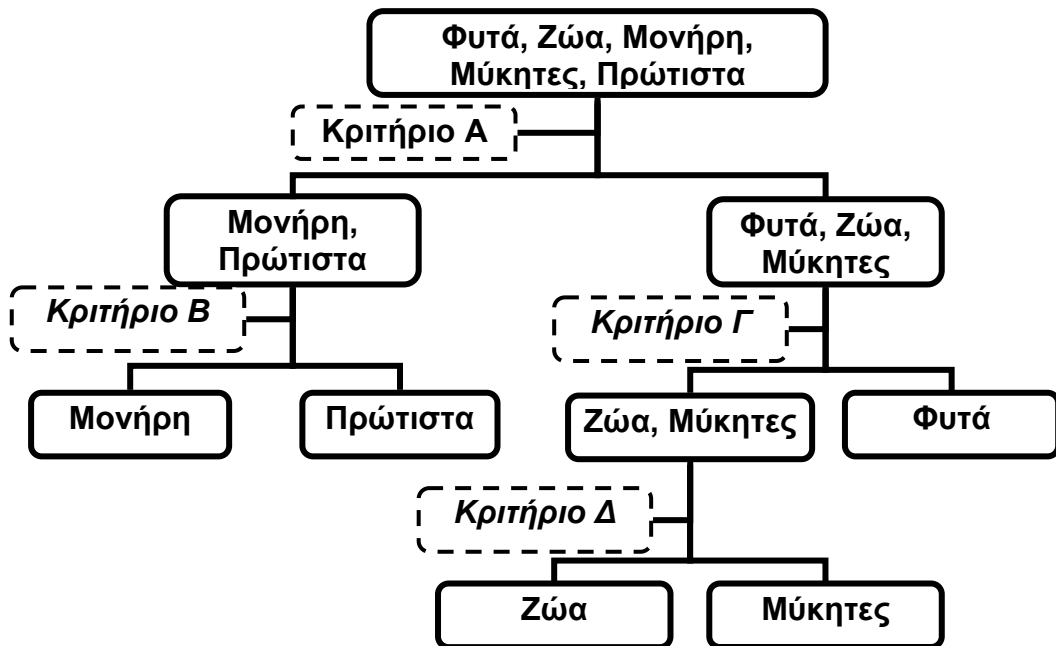 Φυτά, Ζώα, Μονήρη,
Μύκητες, Πρώτιστα
Κριτήριο Α
Μονήρη,
Πρώτιστα
Φυτά, Ζώα,
Μύκητες
Κριτήριο Β
Κριτήριο Γ
Μονήρη
Πρώτιστα
Ζώα, Μύκητες
Φυτά
Κριτήριο Δ
Ζώα
Μύκητες